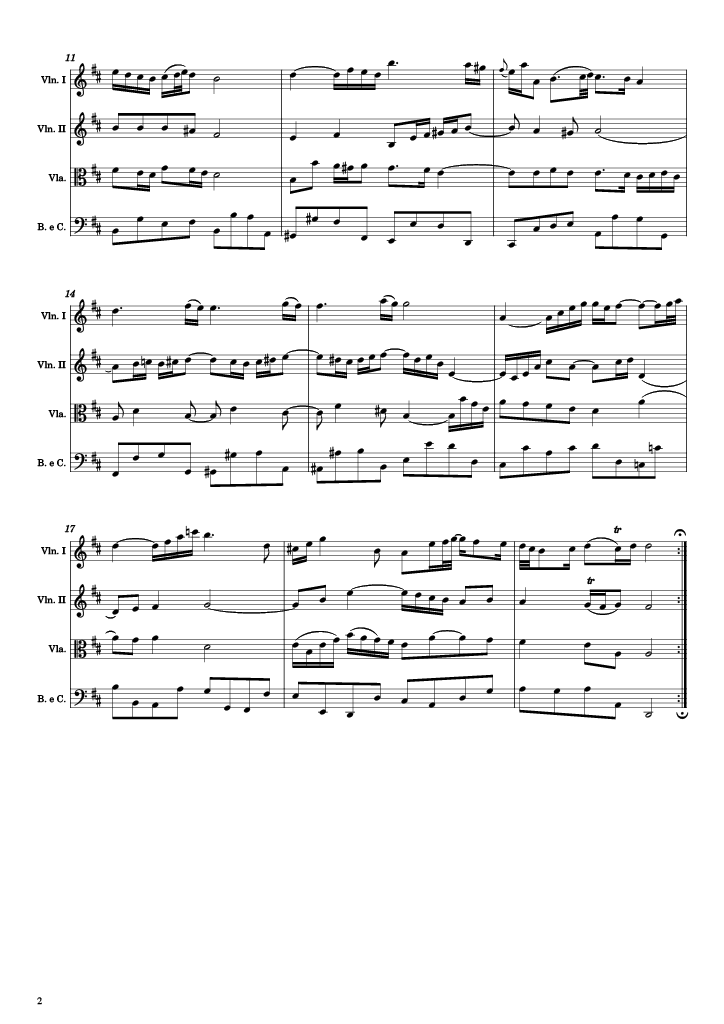 11
Vln. I
Vln. II
Vla.
B. e C.
14
Vln. I
Vln. II
Vla.
B. e C.
17
Vln. I
tr
Vln. II
tr
Vla.
B. e C.
2